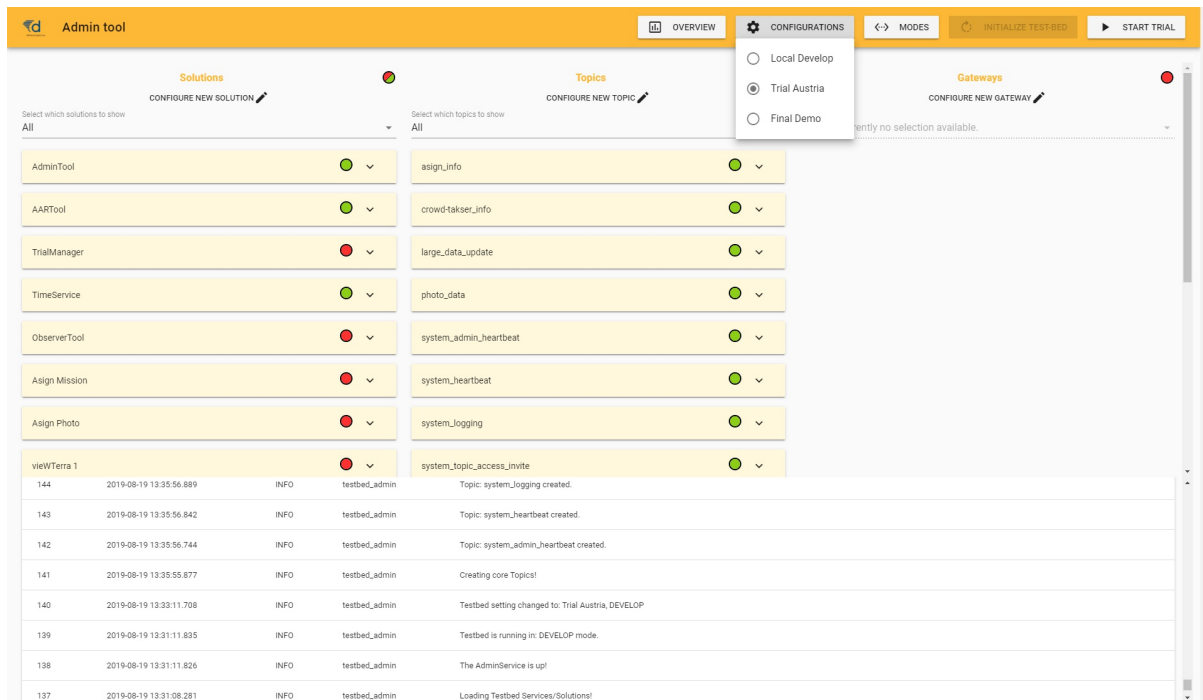 Admin tool
OVERVIEW
CONFIGURATIONS
MODES
INITIALIZE TEST-BED
START TRIAL
Local Develop
Trial Austria
Final Demo
Solutions
CONFIGURE NEW SOLUTION
Select which solutions to show
All
AdminTool
AARTool
TrialManager
TimeService
ObserverTool
Asign Mission
Asign Photo
vieWTerra 1
Topics
CONFIGURE NEW TOPIC
Select which topics to show
All
asign_info
crowd-takser_info
large_data_update
photo_data
system_admin_heartbeat
system_heartbeat
system_logging
system_topic_access_invite
Gateways
CONFIGURE NEW GATEWAY
no selection available.
144 2019-08-19 13:35:56.889 INFO testbed_admin Topic: system_logging created.
143 2019-08-19 13:35:56.842 INFO testbed_admin Topic: system_heartbeat created.
142 2019-08-19 13:35:56.744 INFO testbed_admin Topic: system_admin_heartbeat created.
141 2019-08-19 13:35:55.877 INFO testbed_admin Creating core Topics!
140 2019-08-19 13:33:11.708 INFO testbed_admin Testbed setting changed to: Trial Austria, DEVELOP
139 2019-08-19 13:31:11.835 INFO testbed_admin Testbed is running in: DEVELOP mode.
138 2019-08-19 13:31:11.826 INFO testbed_admin The AdminService is up!
137 2019-08-19 13:31:08.281 INFO testbed_admin Loading Testbed Services/Solutions!